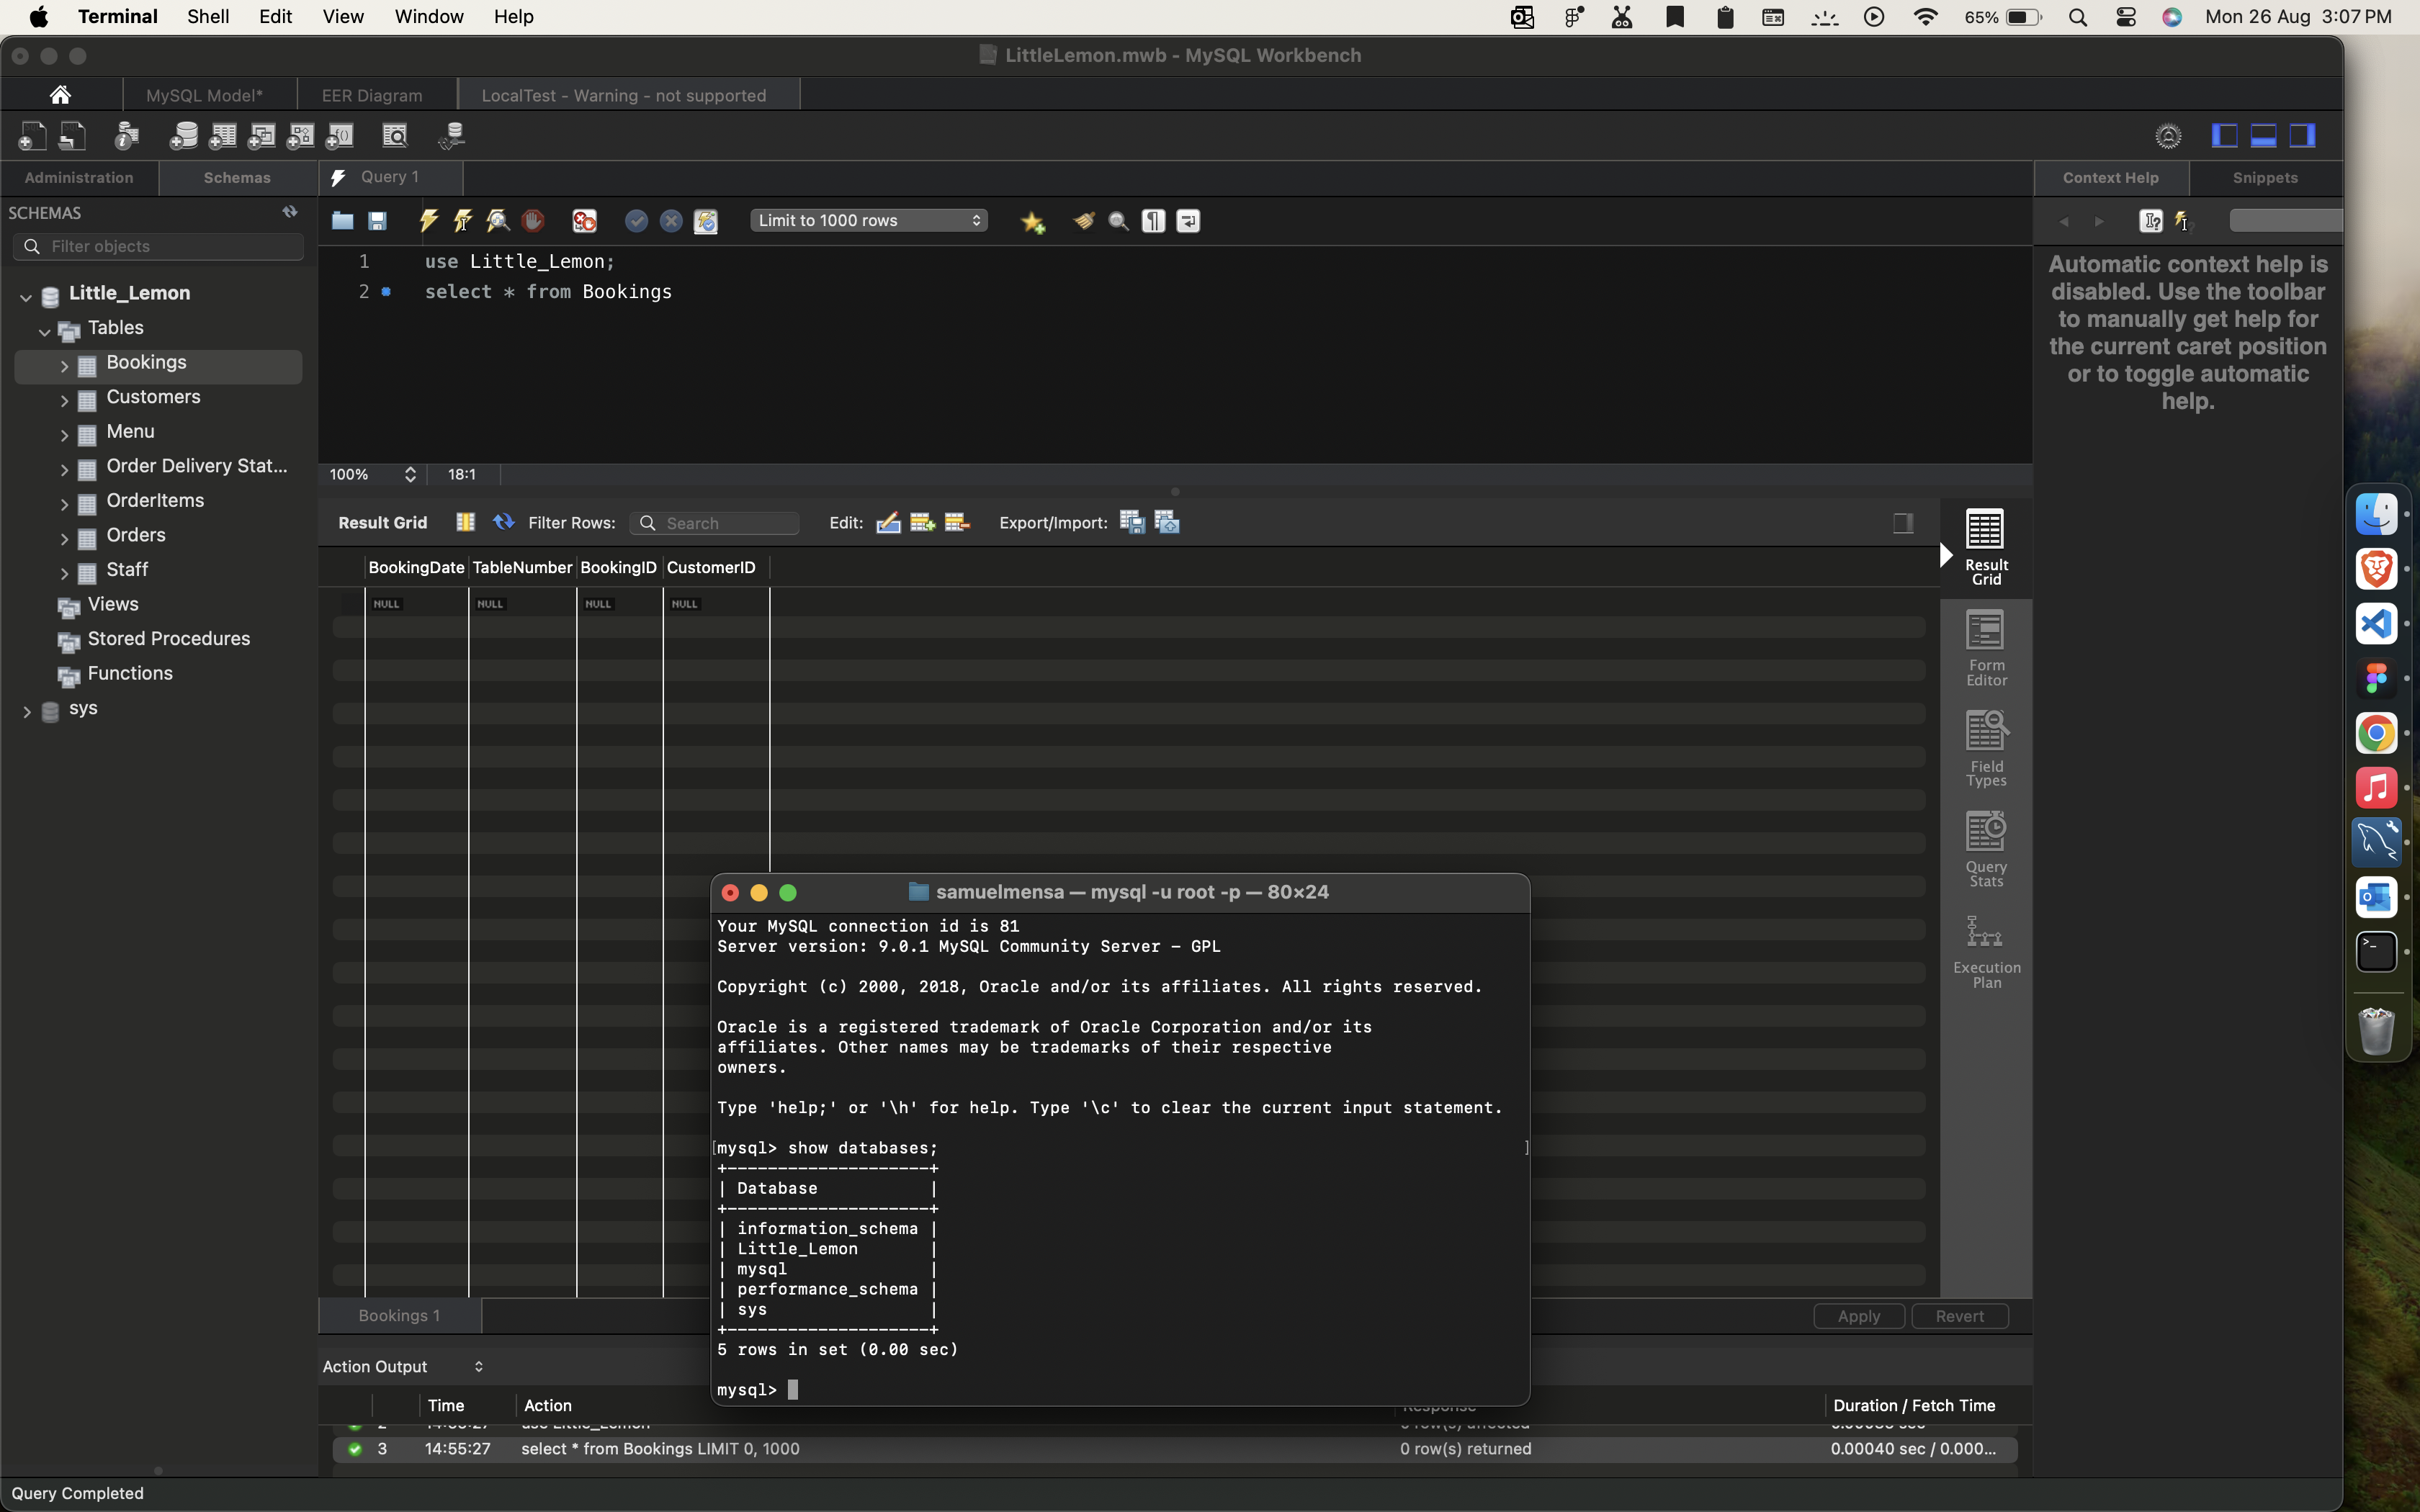 Terminal Shell Edit View Window Help 65% Mon 26 Aug 3:07 PM
LittleLemon.mwb - MySQL Workbench
MySQL Model* EER Diagram LocalTest - Warning - not supported
Administration Schemas Query 1 Context Help Snippets
SCHEMAS
Filter objects
Little_Lemon
Tables
Bookings
Customers
Menu
Order Delivery Stat...
OrderItems
Orders
Staff
Views
Stored Procedures
Functions
sys
Limit to 1000 rows
1 use Little_Lemon;
2 select * from Bookings
100% 18:1
Automatic context help is
disabled. Use the toolbar
to manually get help for
the current caret position
or to toggle automatic
help.
Result Grid Filter Rows: Search Edit: Export/Import:
BookingDate TableNumber BookingID CustomerID
NULL NULL NULL NULL
Result
Grid
Form
Editor
Field
Types
Query
Stats
Execution
Plan
samuelmensa — mysql -u root -p — 80×24
Your MySQL connection id is 81
Server version: 9.0.1 MySQL Community Server - GPL
Copyright (c) 2000, 2018, Oracle and/or its affiliates. All rights reserved.
Oracle is a registered trademark of Oracle Corporation and/or its
affiliates. Other names may be trademarks of their respective
owners.
Type 'help;' or '\h' for help. Type '\c' to clear the current input statement.
[mysql> show databases; ]
+--------------------+
| Database           |
+--------------------+
| information_schema |
| Little_Lemon       |
| mysql              |
| performance_schema |
| sys                |
+--------------------+
5 rows in set (0.00 sec)
mysql>
Bookings 1 Apply Revert
Action Output
Time Action Response Duration / Fetch Time
3 14:55:27 select * from Bookings LIMIT 0, 1000 0 row(s) returned 0.00040 sec / 0.000...
Query Completed